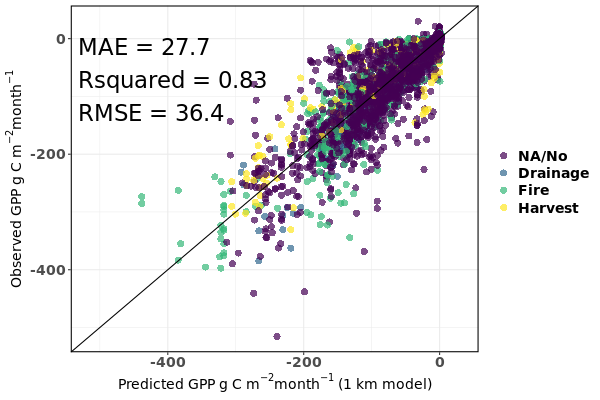 MAE = 27.7
Rsquared = 0.83
RMSE = 36.4
0
-200
-400
Observed GPP g C m⁻²month⁻¹
-400
-200
0
Predicted GPP g C m⁻²month⁻¹ (1 km model)
NA/No
Drainage
Fire
Harvest